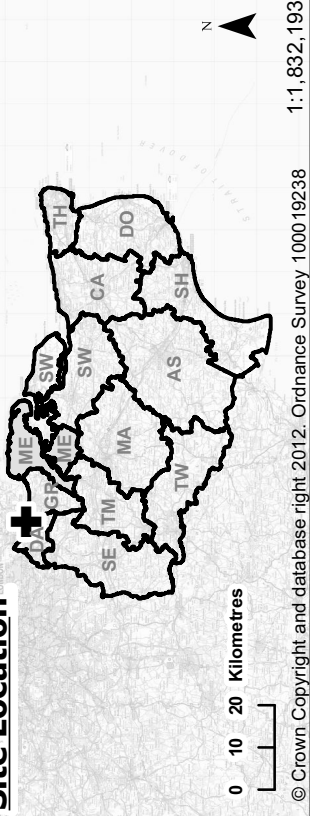 Site Location
N
TH
DO
CA
SH
SW
SW
ME
ME
AS
MA
GR
DA
TM
TW
SE
STRAIT OF DOVER
0 10 20 Kilometres
1:1,832,193
© Crown Copyright and database right 2012. Ordnance Survey 100019238